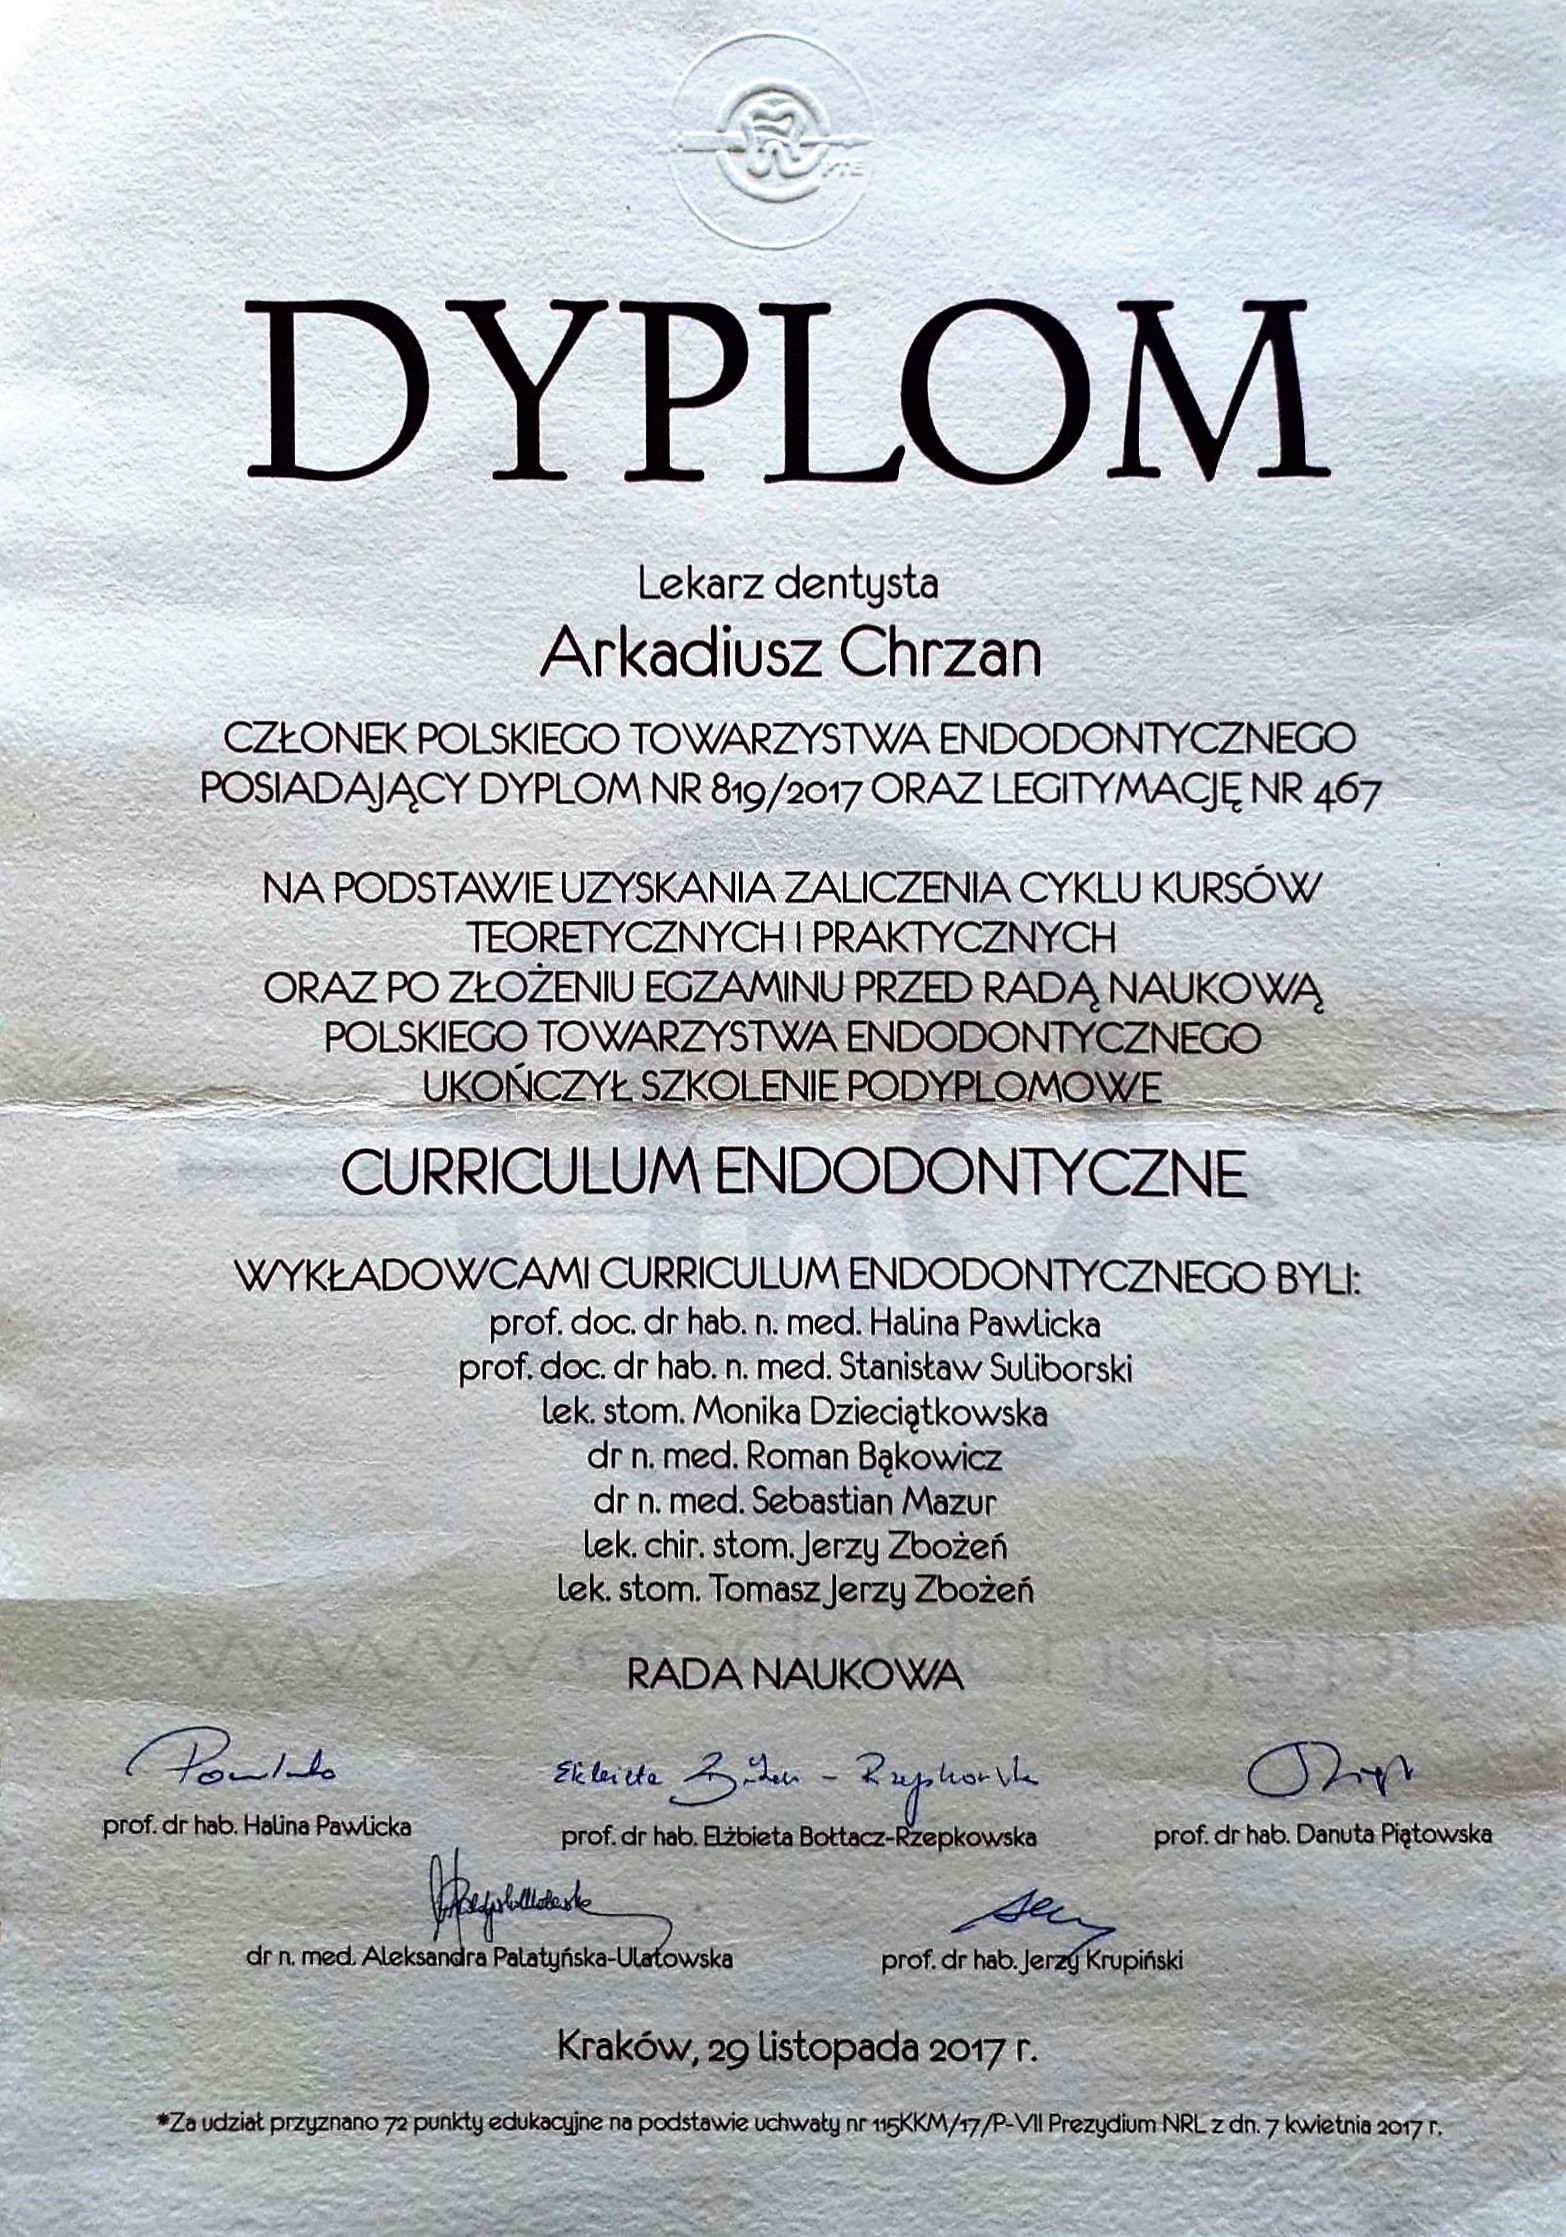 PTE
DYPLOM
Lekarz dentysta
Arkadiusz Chrzan
CZŁONEK POLSKIEGO TOWARZYSTWA ENDODONTYCZNEGO
POSIADAJĄCY DYPLOM NR 819/2017 ORAZ LEGITYMACJĘ NR 467
NA PODSTAWIE UZYSKANIA ZALICZENIA CYKLU KURSÓW
TEORETYCZNYCH I PRAKTYCZNYCH
ORAZ PO ZŁOŻENIU EGZAMINU PRZED RADĄ NAUKOWĄ
POLSKIEGO TOWARZYSTWA ENDODONTYCZNEGO
UKOŃCZYŁ SZKOLENIE PODYPLOMOWE
CURRICULUM ENDODONTYCZNE
WYKŁADOWCAMI CURRICULUM ENDODONTYCZNEGO BYLI:
prof. doc. dr hab. n. med. Halina Pawlicka
prof. doc. dr hab. n. med. Stanisław Suliborski
lek. stom. Monika Dzieciątkowska
dr n. med. Roman Bąkowicz
dr n. med. Sebastian Mazur
lek. chir. stom. Jerzy Zbożeń
lek. stom. Tomasz Jerzy Zbożeń
RADA NAUKOWA
prof. dr hab. Halina Pawlicka
prof. dr hab. Elżbieta Bołtacz-Rzepkowska
prof. dr hab. Danuta Piątowska
dr n. med. Aleksandra Palatyńska-Ulatowska
prof. dr hab. Jerzy Krupiński
Kraków, 29 listopada 2017 r.
*Za udział przyznano 72 punkty edukacyjne na podstawie uchwały nr 115KKM/17/P-VII Prezydium NRL z dn. 7 kwietnia 2017 r.